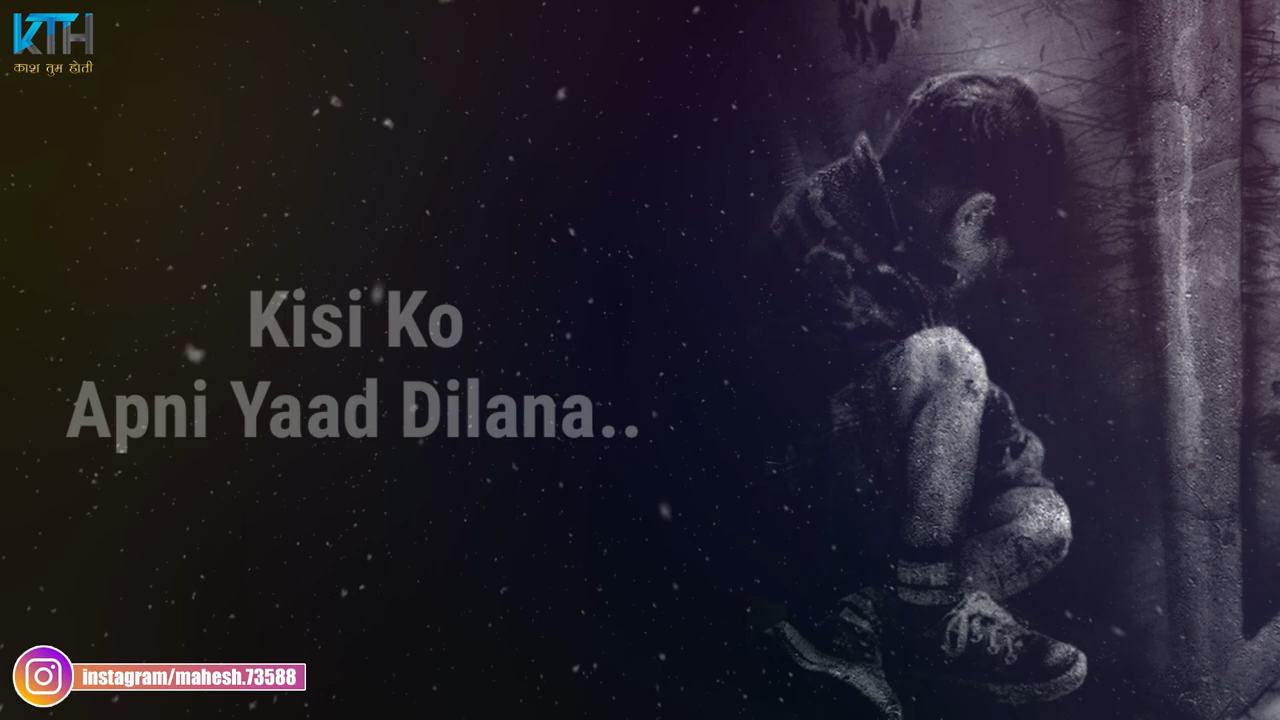 KTH
काश तुम होती
Kisi Ko
Apni Yaad Dilana..
instagram/mahesh.73588